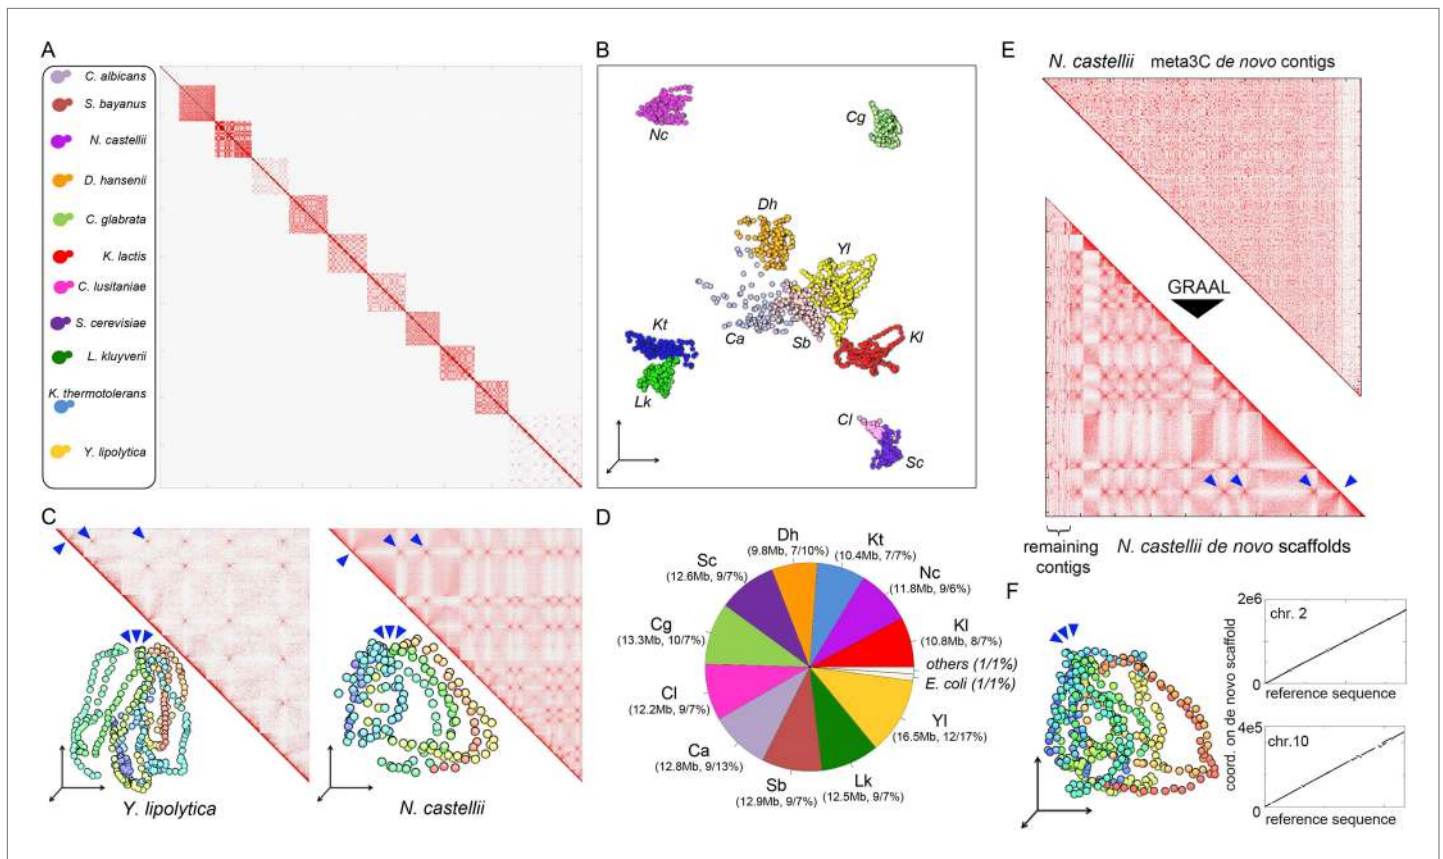 A
C. albicans
S. bayanus
N. castellii
D. hansenii
C. glabrata
K. lactis
C. lusitaniae
S. cerevisiae
L. kluyverii
K. thermotolerans
Y. lipolytica
B
Nc
Cg
Dh
Yl
Kt
Ca
Sb
Kl
Lk
Cl
Sc
C
Y. lipolytica
N. castellii
D
Dh
(9.8Mb, 7/10%)
Kt
(10.4Mb, 7/7%)
Sc
(12.6Mb, 9/7%)
Nc
(11.8Mb, 9/6%)
Cg
(13.3Mb, 10/7%)
Kl
(10.8Mb, 8/7%)
others (1/1%)
E. coli (1/1%)
Cl
(12.2Mb, 9/7%)
Yl
(16.5Mb, 12/17%)
Ca
(12.8Mb, 9/13%)
Sb
(12.9Mb, 9/7%)
Lk
(12.5Mb, 9/7%)
E
N. castellii meta3C de novo contigs
GRAAL
remaining
contigs
N. castellii de novo scaffolds
F
2e6
chr. 2
0
reference sequence
4e5
chr.10
0
reference sequence
coord. on de novo scaffold